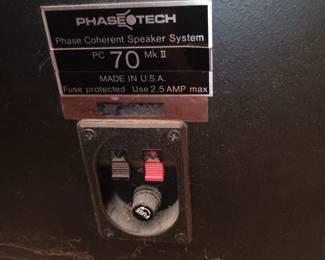 PHASE TECH
Phase Coherent Speaker System
PC 70 Mk II
MADE IN U.S.A.
Fuse protected Use 2.5 AMP max
FUSE